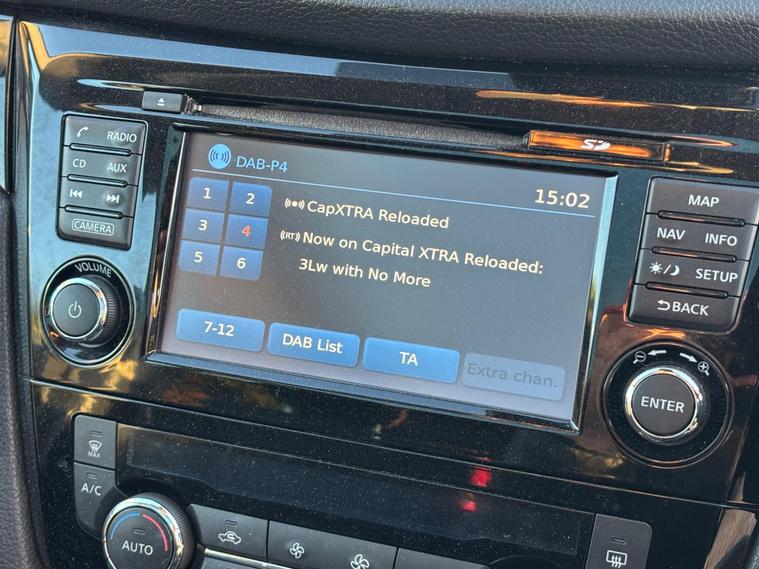 RADIO
CD
AUX
CAMERA
VOLUME
DAB-P4
15:02
1
2
3
4
5
6
CapXTRA Reloaded
(RT) Now on Capital XTRA Reloaded:
3Lw with No More
7-12
DAB List
TA
Extra chan.
SD
MAP
NAV
INFO
SETUP
BACK
ENTER
MAX
A/C
AUTO